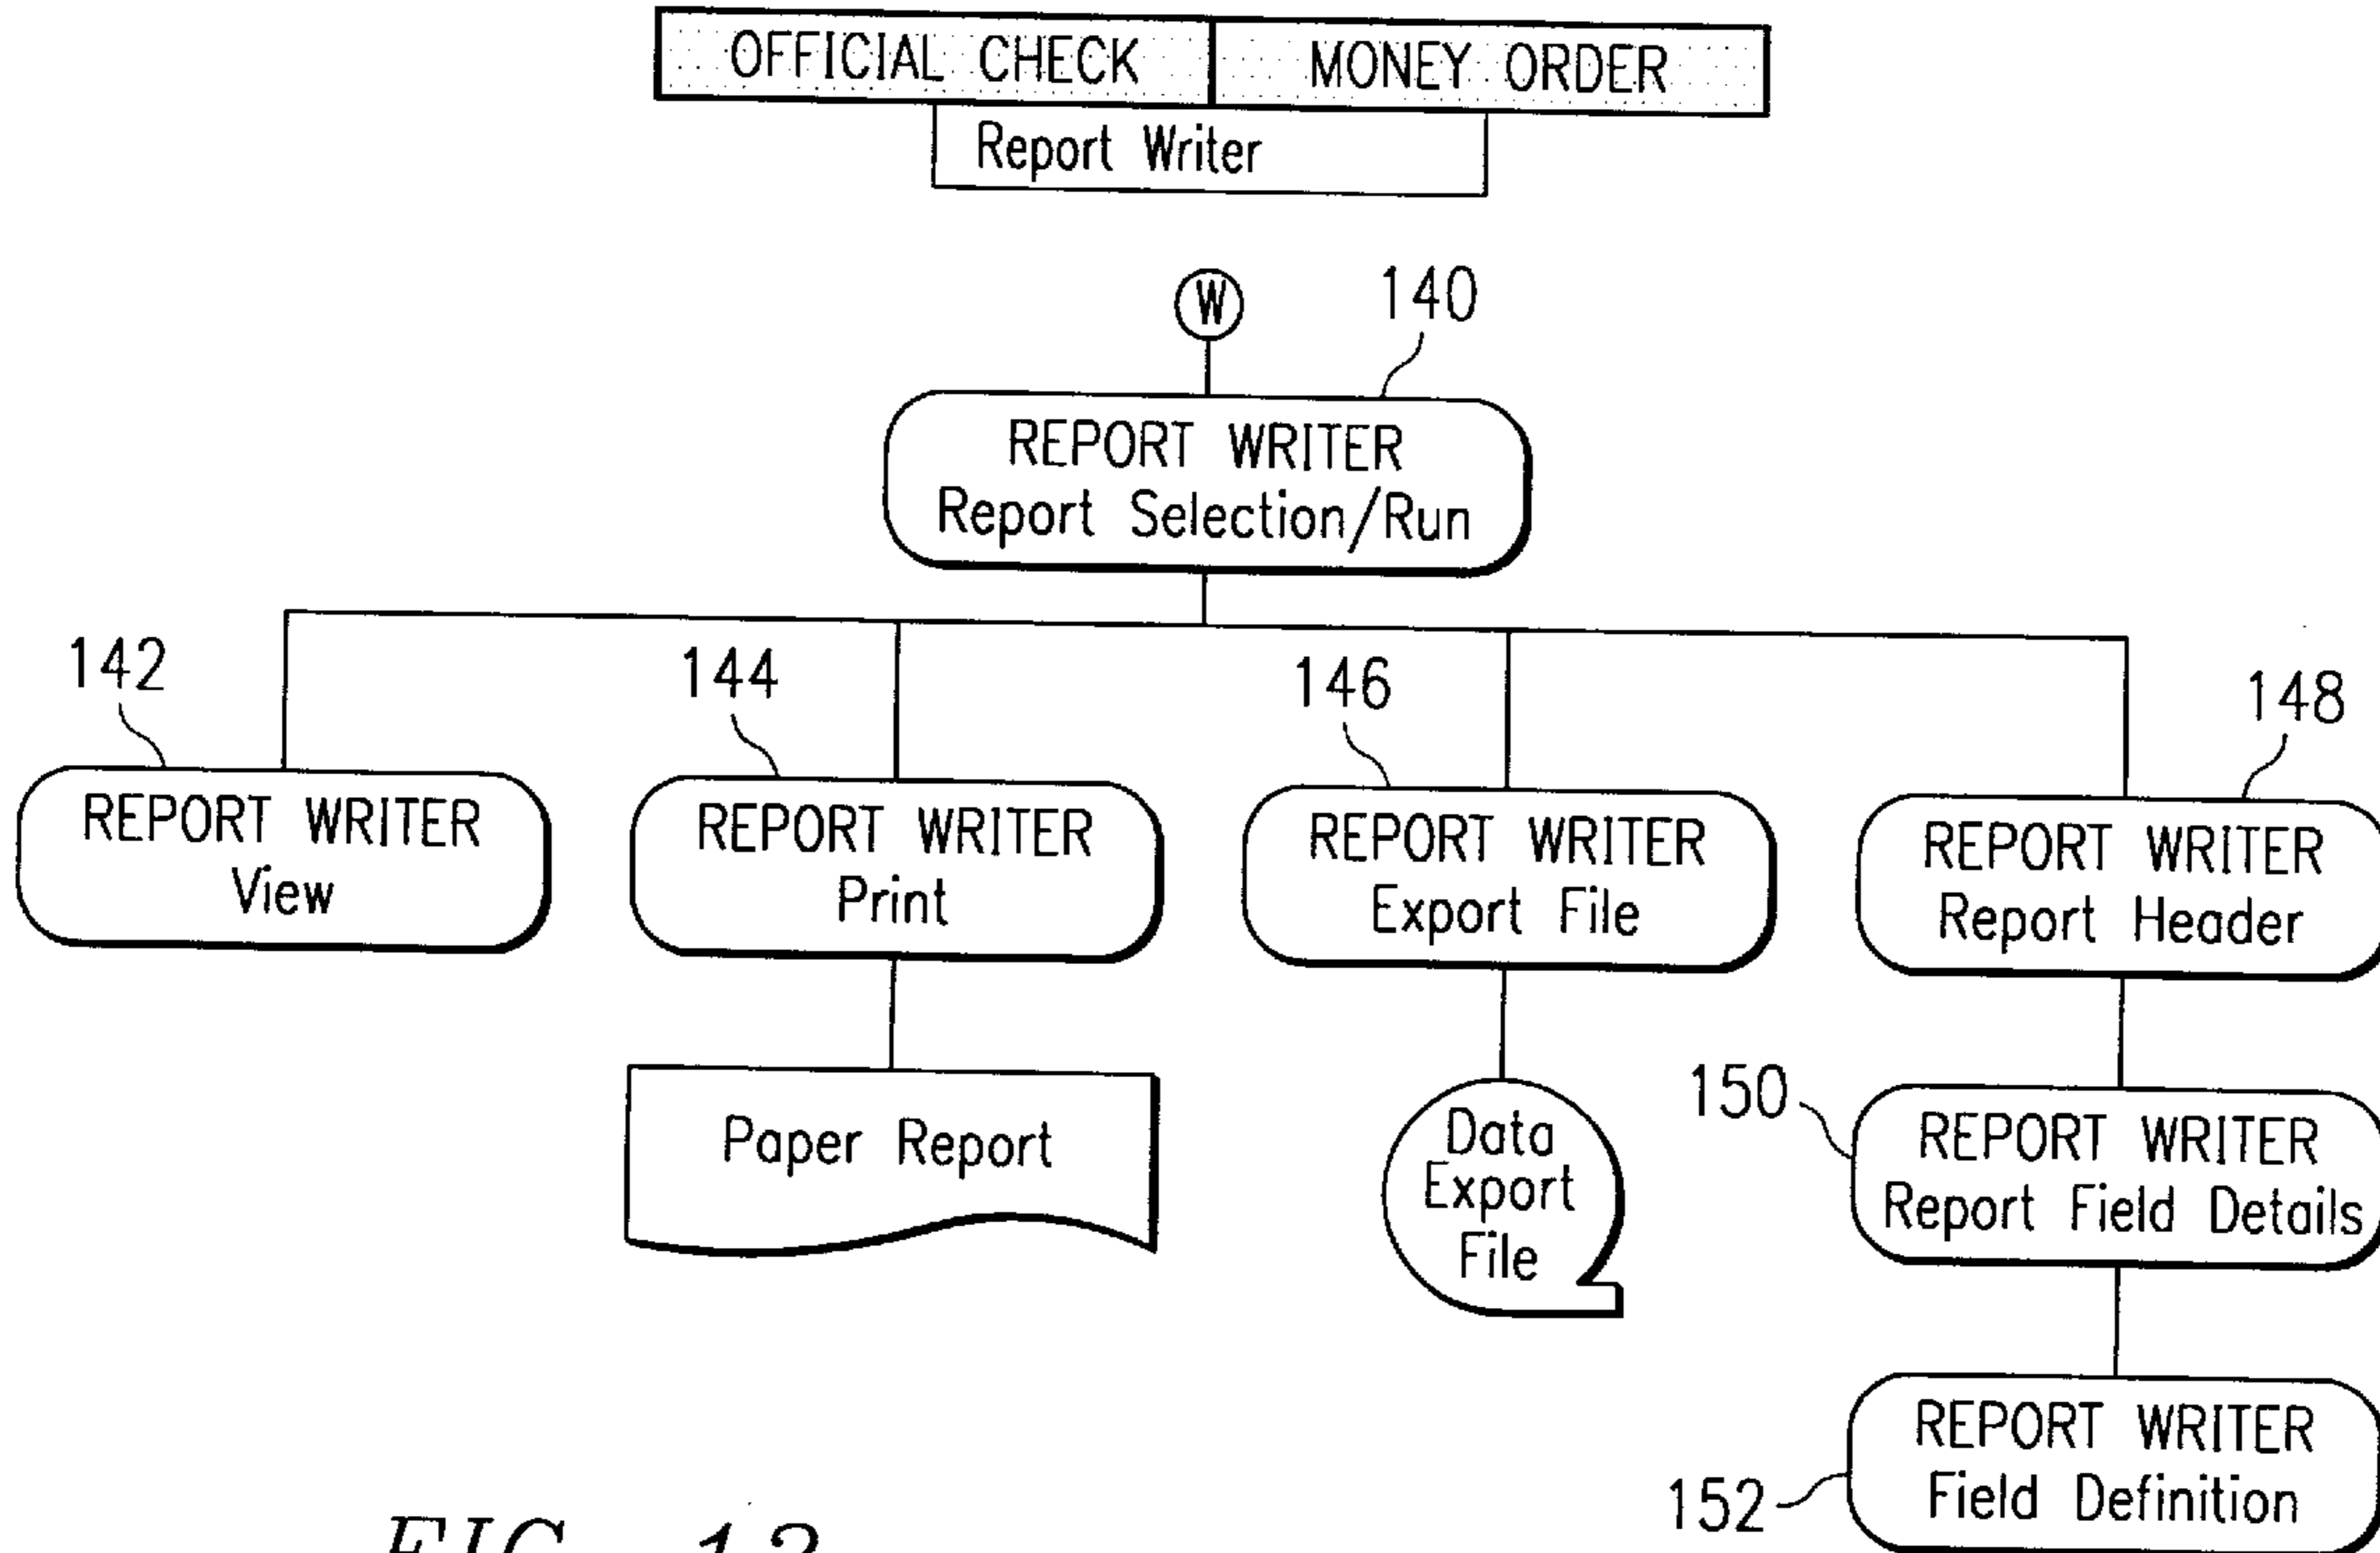 OFFICIAL CHECK MONEY ORDER
Report Writer
W
140
REPORT WRITER
Report Selection/Run
142
REPORT WRITER
View
144
REPORT WRITER
Print
Paper Report
146
REPORT WRITER
Export File
Data
Export
File
148
REPORT WRITER
Report Header
150
REPORT WRITER
Report Field Details
152
REPORT WRITER
Field Definition
FIG.